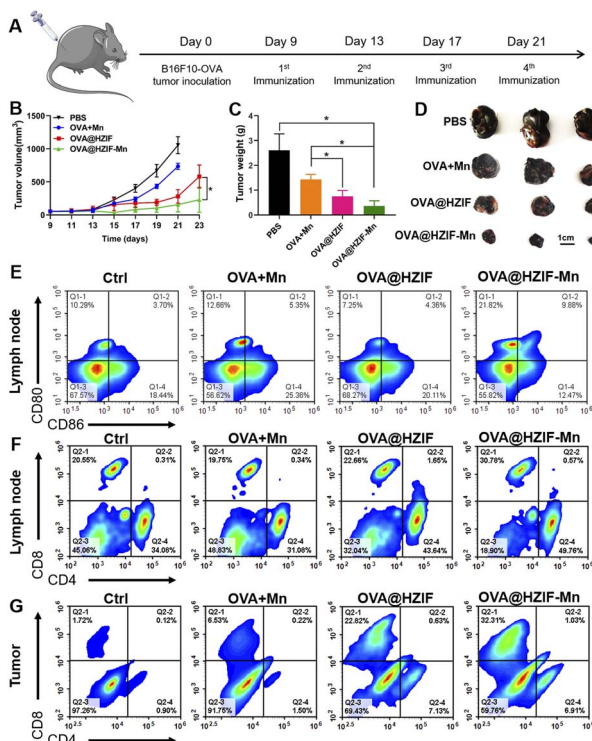 A
Day 0
Day 9
Day 13
Day 17
Day 21
B16F10-OVA
tumor inoculation
1st
Immunization
2nd
Immunization
3rd
Immunization
4th
Immunization
B
Tumor volume(mm³)
1500
1000
500
0
PBS
OVA+Mn
OVA@HZIF
OVA@HZIF-Mn
*
9 11 13 15 17 19 21 23
Time (days)
C
Tumor weight (g)
4
3
2
1
0
*
*
*
PBS
OVA+Mn
OVA@HZIF
OVA@HZIF-Mn
D
PBS
OVA+Mn
OVA@HZIF
OVA@HZIF-Mn
1cm
E
Ctrl
OVA+Mn
OVA@HZIF
OVA@HZIF-Mn
Lymph node
CD80
Q1-1 10.28%
Q1-2 3.70%
Q1-3 67.57%
Q1-4 18.44%
Q1-1 12.66%
Q1-2 5.35%
Q1-3 56.62%
Q1-4 25.36%
Q1-1 7.25%
Q1-2 4.36%
Q1-3 68.27%
Q1-4 20.11%
Q1-1 21.82%
Q1-2 9.88%
Q1-3 55.82%
Q1-4 12.47%
CD86
F
Ctrl
OVA+Mn
OVA@HZIF
OVA@HZIF-Mn
Lymph node
CD8
Q2-1 20.55%
Q2-2 0.31%
Q2-3 45.06%
Q2-4 34.08%
Q2-1 19.75%
Q2-2 0.34%
Q2-3 48.83%
Q2-4 31.08%
Q2-1 22.66%
Q2-2 1.65%
Q2-3 32.04%
Q2-4 43.64%
Q2-1 30.78%
Q2-2 0.57%
Q2-3 18.90%
Q2-4 49.76%
CD4
G
Ctrl
OVA+Mn
OVA@HZIF
OVA@HZIF-Mn
Tumor
CD8
Q2-1 1.72%
Q2-2 0.12%
Q2-3 97.26%
Q2-4 0.90%
Q2-1 6.53%
Q2-2 0.22%
Q2-3 91.75%
Q2-4 1.50%
Q2-1 22.82%
Q2-2 0.63%
Q2-3 69.43%
Q2-4 7.13%
Q2-1 32.31%
Q2-2 1.03%
Q2-3 59.76%
Q2-4 6.91%
CD4